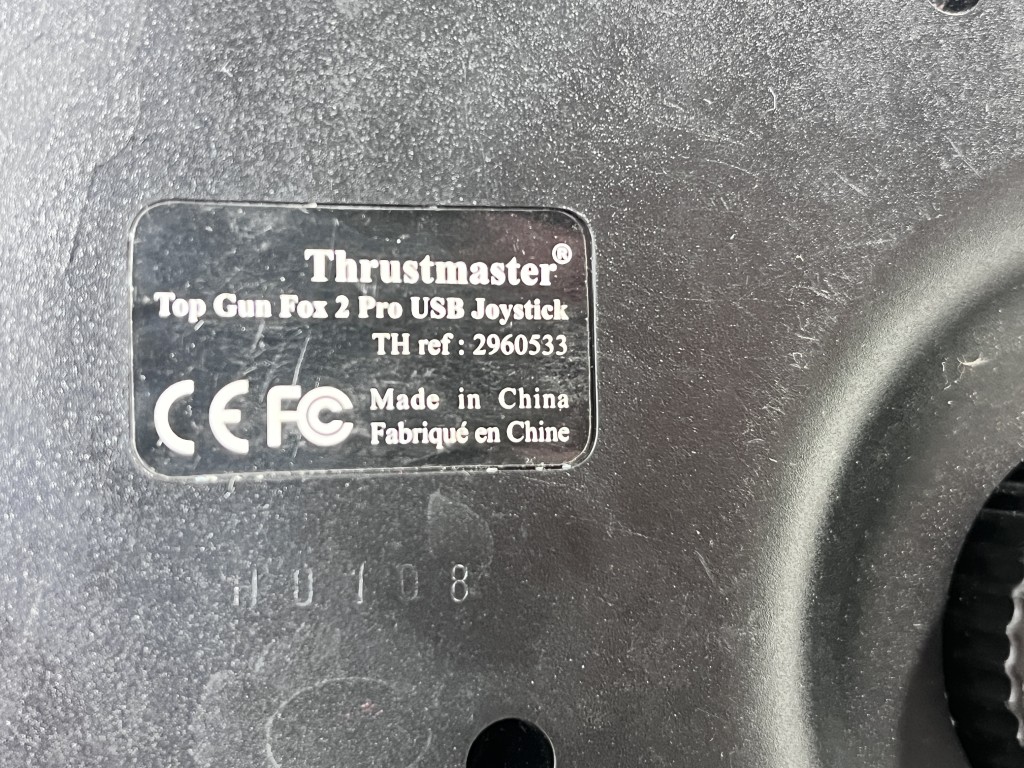 Thrustmaster®
Top Gun Fox 2 Pro USB Joystick
TH ref : 2960533
CE FC Made in China
Fabriqué en Chine
H0108